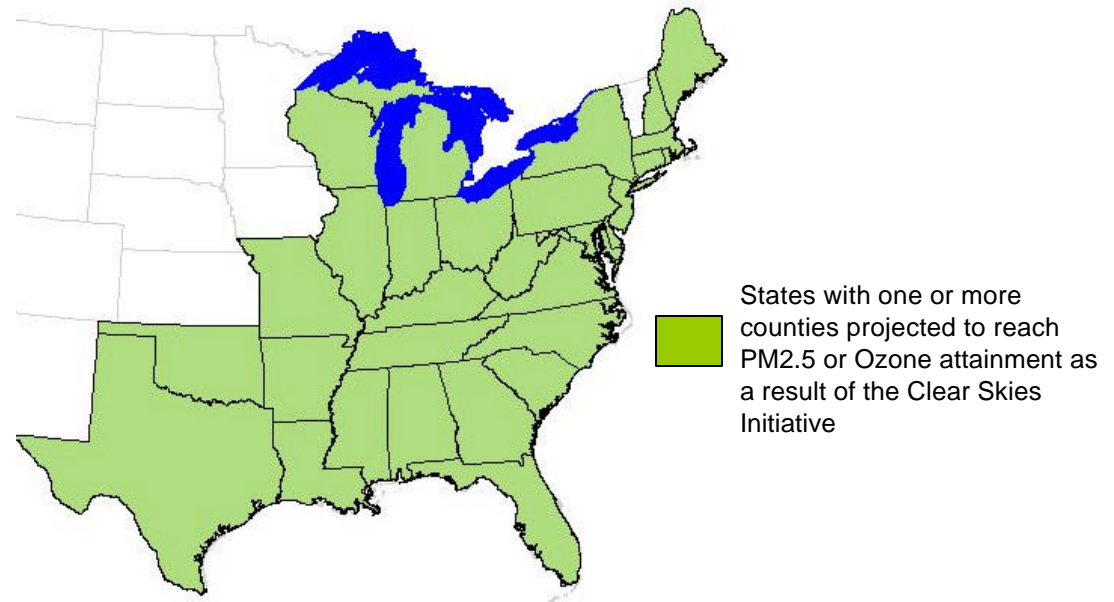 States with one or more
counties projected to reach
PM2.5 or Ozone attainment as
a result of the Clear Skies
Initiative